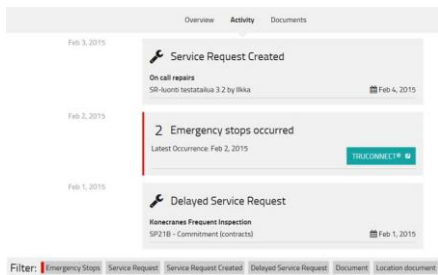 Overview Activity Documents
Feb 3, 2015
Service Request Created
On call repairs
SR-luonti testatailua 3.2 by Ilkka Feb 4, 2015
Feb 2, 2015
2 Emergency stops occurred
Latest Occurrence: Feb 2, 2015
TRUCONNECT®
Feb 1, 2015
Delayed Service Request
Konecranes Frequent Inspection
SP21B - Commitment (contracts) Feb 1, 2015
Filter: Emergency Stops Service Request Service Request Created Delayed Service Request Document Location document